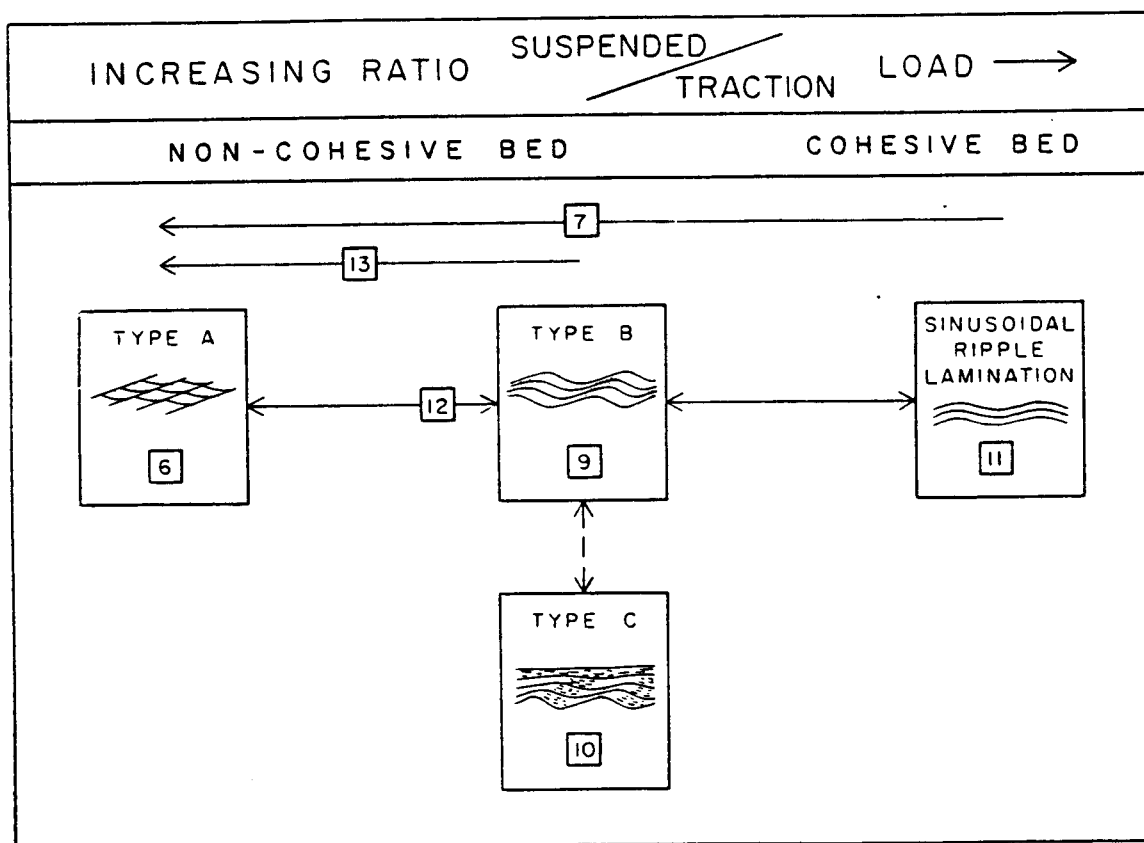 INCREASING RATIO SUSPENDED/TRACTION LOAD
NON-COHESIVE BED COHESIVE BED
7
13
TYPE A
6
12
TYPE B
9
SINUSOIDAL
RIPPLE
LAMINATION
11
TYPE C
10